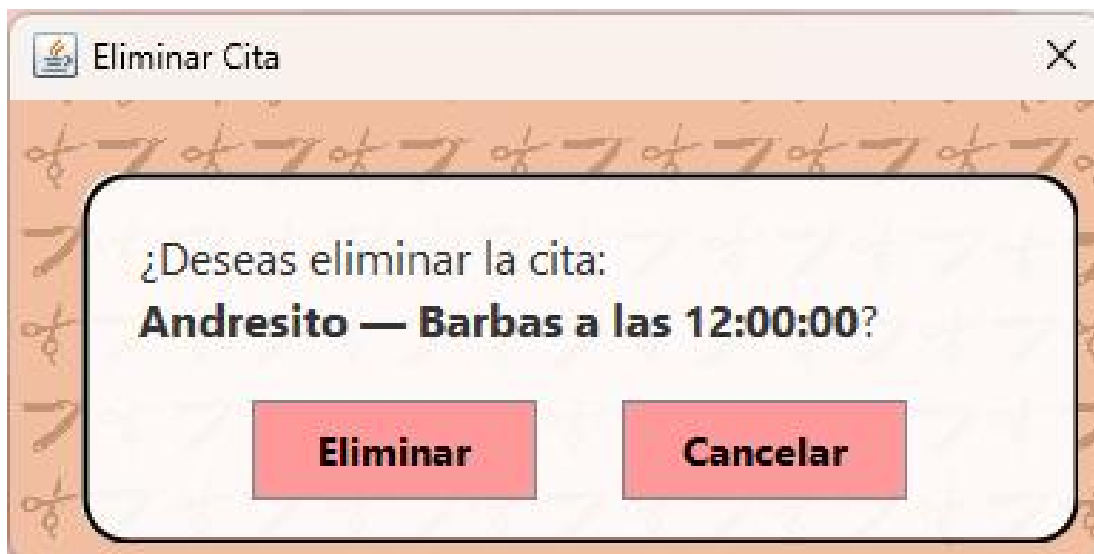 Eliminar Cita
¿Deseas eliminar la cita:
Andresito — Barbas a las 12:00:00?
Eliminar
Cancelar